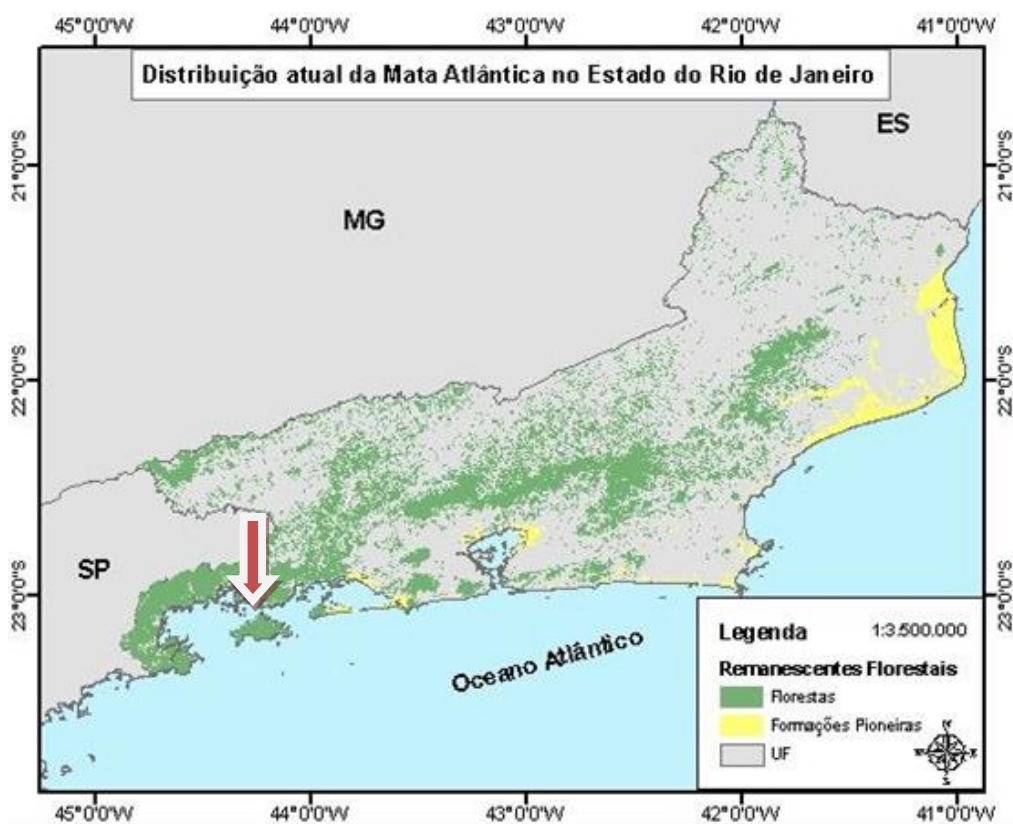 45°0'0"W 44°0'0"W 43°0'0"W 42°0'0"W 41°0'0"W
Distribuição atual da Mata Atlântica no Estado do Rio de Janeiro
ES
21°0'0"S 21°0'0"S
MG
22°0'0"S 22°0'0"S
SP
23°0'0"S 23°0'0"S
Oceano Atlântico
Legenda 1:3.500.000
Remanescentes Florestais
Florestas
Formações Pioneiras
UF
N
W E
S
45°0'0"W 44°0'0"W 43°0'0"W 42°0'0"W 41°0'0"W